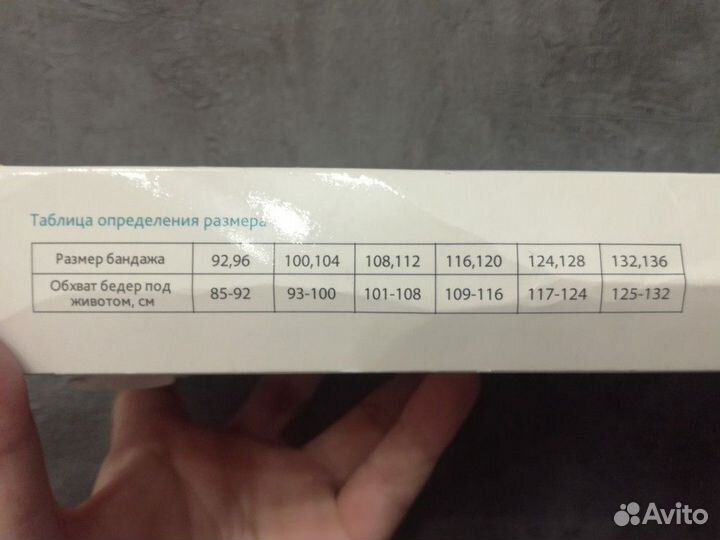 Таблица определения размера
Размер бандажа 92,96 100,104 108,112 116,120 124,128 132,136
Обхват бедер под
животом, см 85-92 93-100 101-108 109-116 117-124 125-132
Avito